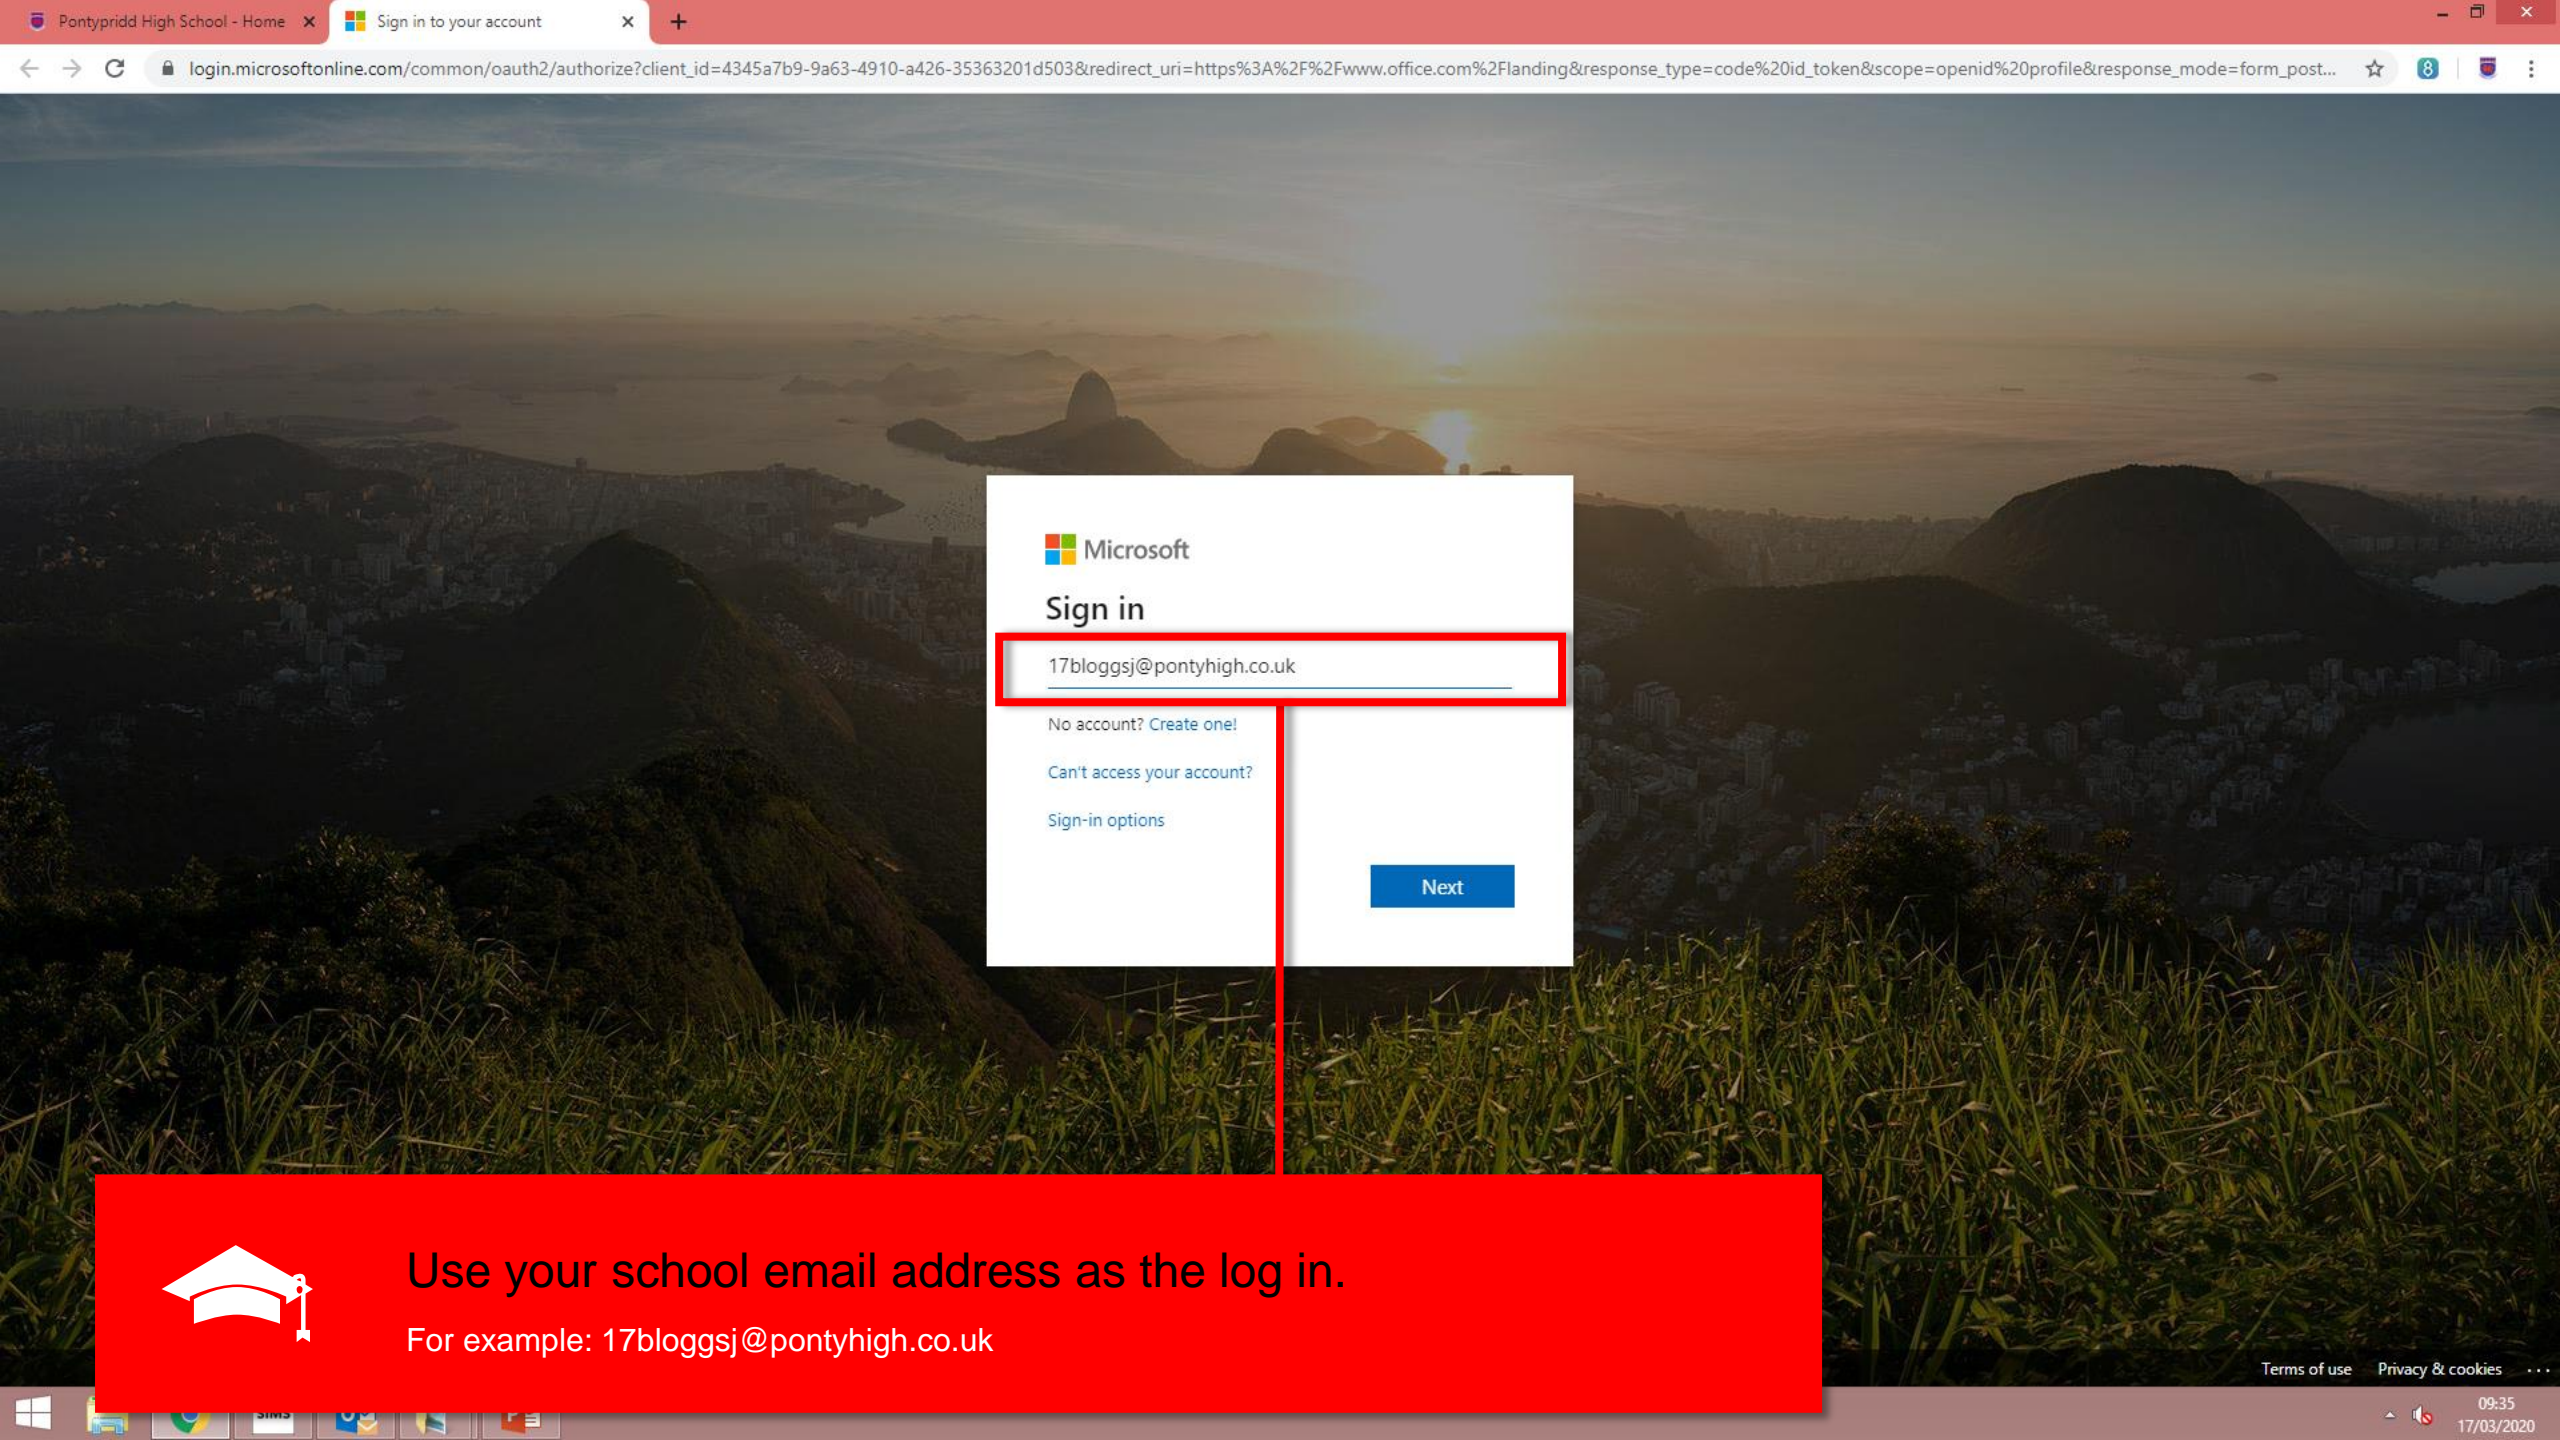 Pontypridd High School - Home
Sign in to your account
login.microsoftonline.com/common/oauth2/authorize?client_id=4345a7b9-9a63-4910-a426-35363201d503&redirect_uri=https%3A%2F%2Fwww.office.com%2Flanding&response_type=code%20id_token&scope=openid%20profile&response_mode=form_post...
8
Microsoft
Sign in
17bloggsj@pontyhigh.co.uk
No account? Create one!
Can't access your account?
Sign-in options
Next
Use your school email address as the log in.
For example: 17bloggsj@pontyhigh.co.uk
Terms of use Privacy & cookies ...
SIMS
09:35
17/03/2020